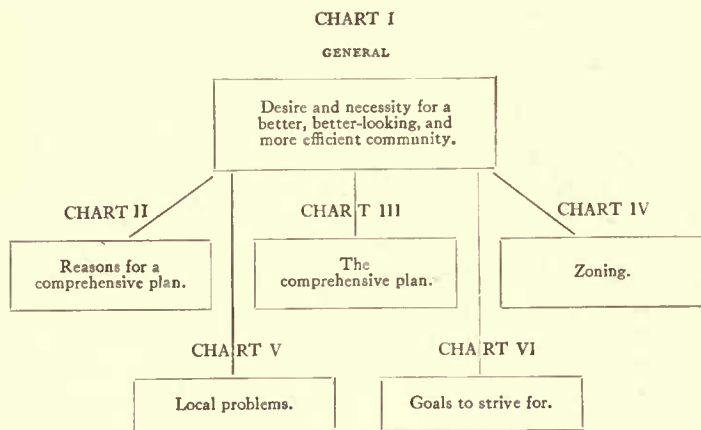 CHART I
GENERAL
Desire and necessity for a
better, better-looking, and
more efficient community.
CHART II
CHART III
CHART IV
Reasons for a
comprehensive plan.
The
comprehensive plan.
Zoning.
CHART V
CHART VI
Local problems.
Goals to strive for.